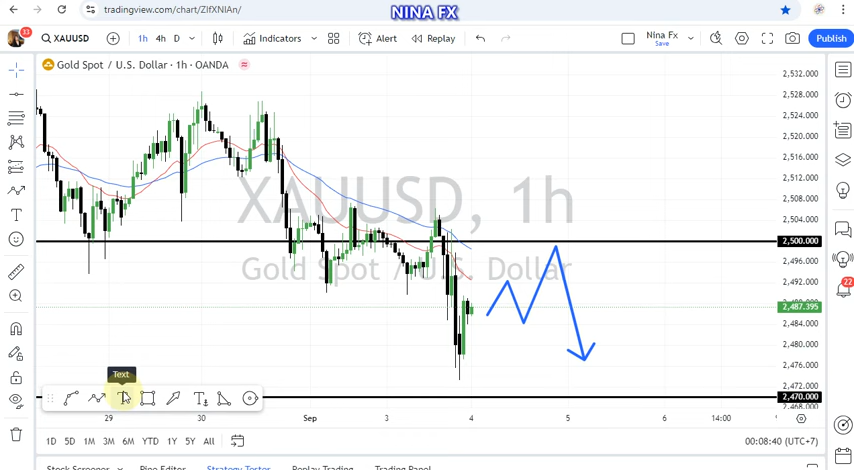 NINA FX
tradingview.com/chart/ZlfXNIAn/
33
XAUUSD
1h
4h
D
Indicators
Alert
Replay
Nina Fx
Save
Publish
Gold Spot / U.S. Dollar · 1h · OANDA
2,532.000
2,528.000
2,524.000
2,520.000
2,516.000
2,512.000
2,508.000
2,504.000
2,500.000
2,496.000
2,492.000
2,487.395
2,484.000
2,480.000
2,476.000
2,472.000
2,470.000
2,468.000
XAUUSD, 1h
Gold Spot / U.S. Dollar
22
Text
29
30
Sep
3
4
5
6
14:00
1D
5D
1M
3M
6M
YTD
1Y
5Y
All
00:08:40 (UTC+7)
Stock Screener
Pine Editor
Strategy Tester
Replay Trading
Trading Panel